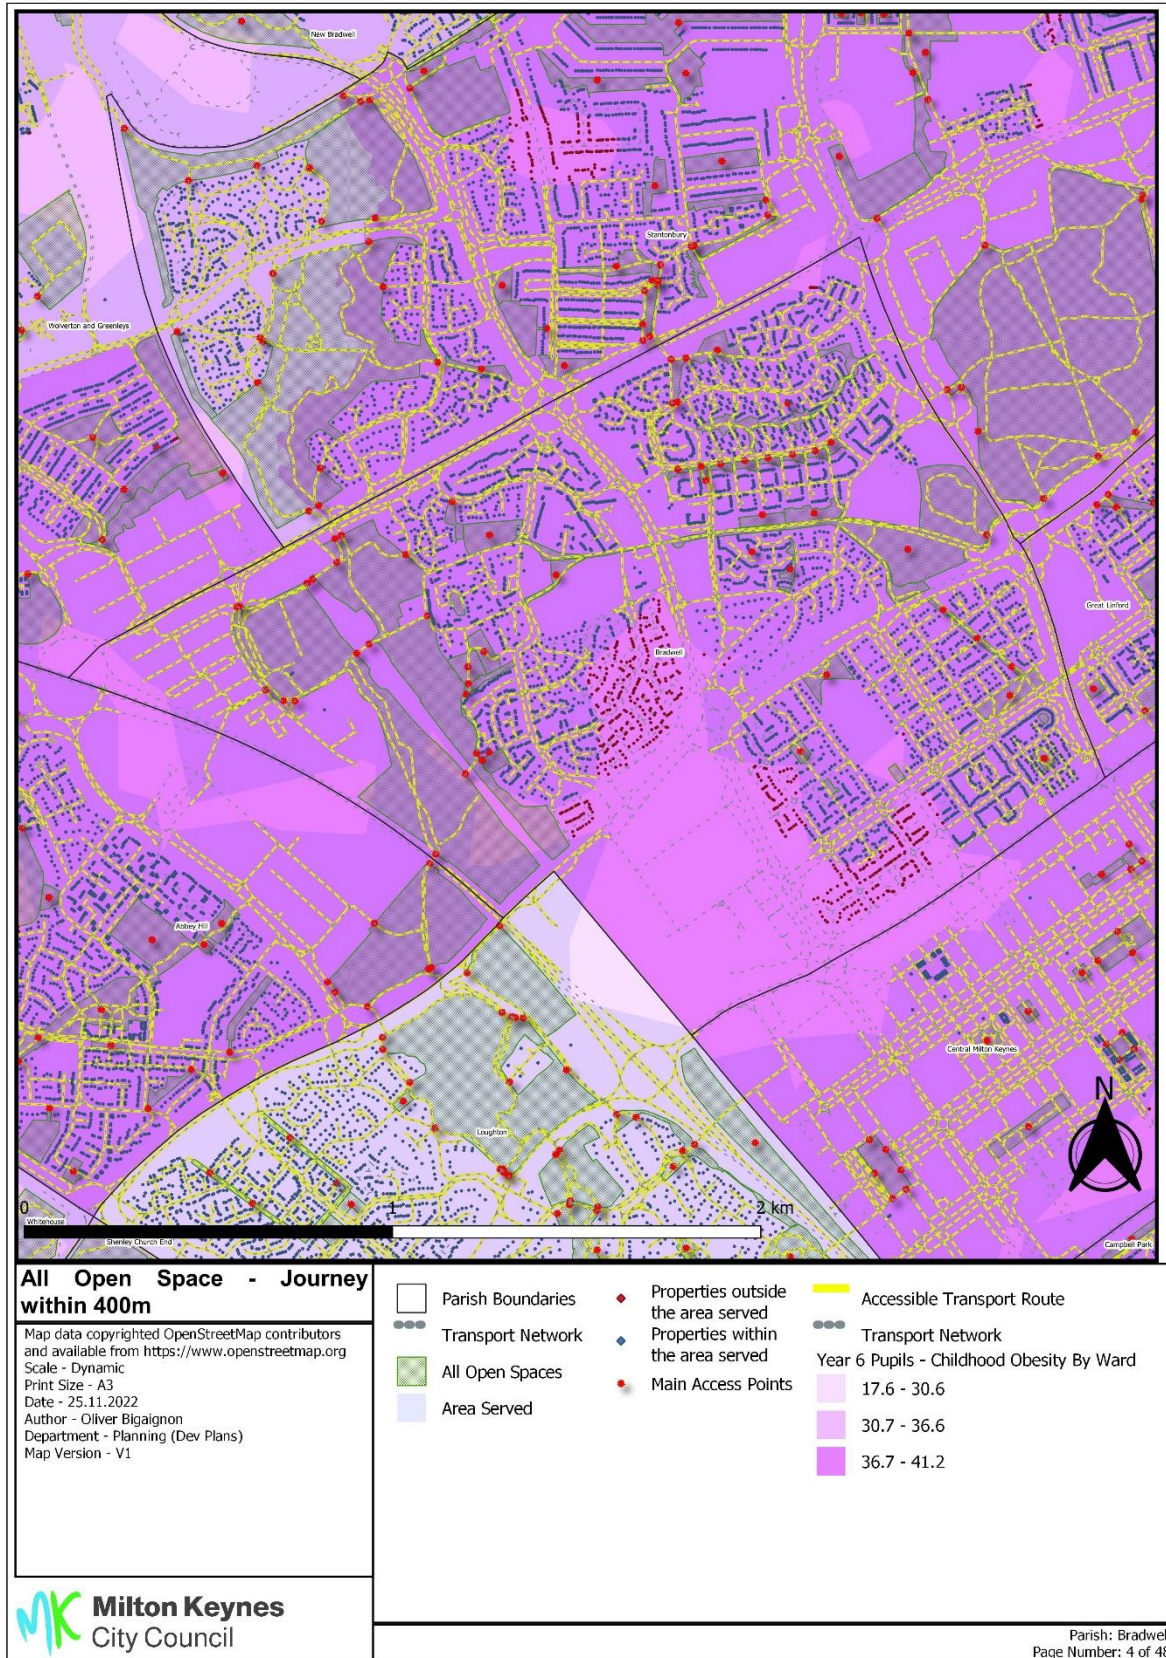 New Bradwell
Stantonbury
Wolverton and Greenleys
Great Linford
Bradwell
Abbey Hill
Central Milton Keynes
Loughton
N
0
1
2 km
Whitehouse
Shenley Church End
Campbell Park
All Open Space - Journey
within 400m
Map data copyrighted OpenStreetMap contributors
and available from https://www.openstreetmap.org
Scale - Dynamic
Print Size - A3
Date - 25.11.2022
Author - Oliver Bigaignon
Department - Planning (Dev Plans)
Map Version - V1
MK Milton Keynes
City Council
Parish Boundaries
Transport Network
All Open Spaces
Area Served
Properties outside
the area served
Properties within
the area served
Main Access Points
Accessible Transport Route
Transport Network
Year 6 Pupils - Childhood Obesity By Ward
17.6 - 30.6
30.7 - 36.6
36.7 - 41.2
Parish: Bradwel
Page Number: 4 of 48